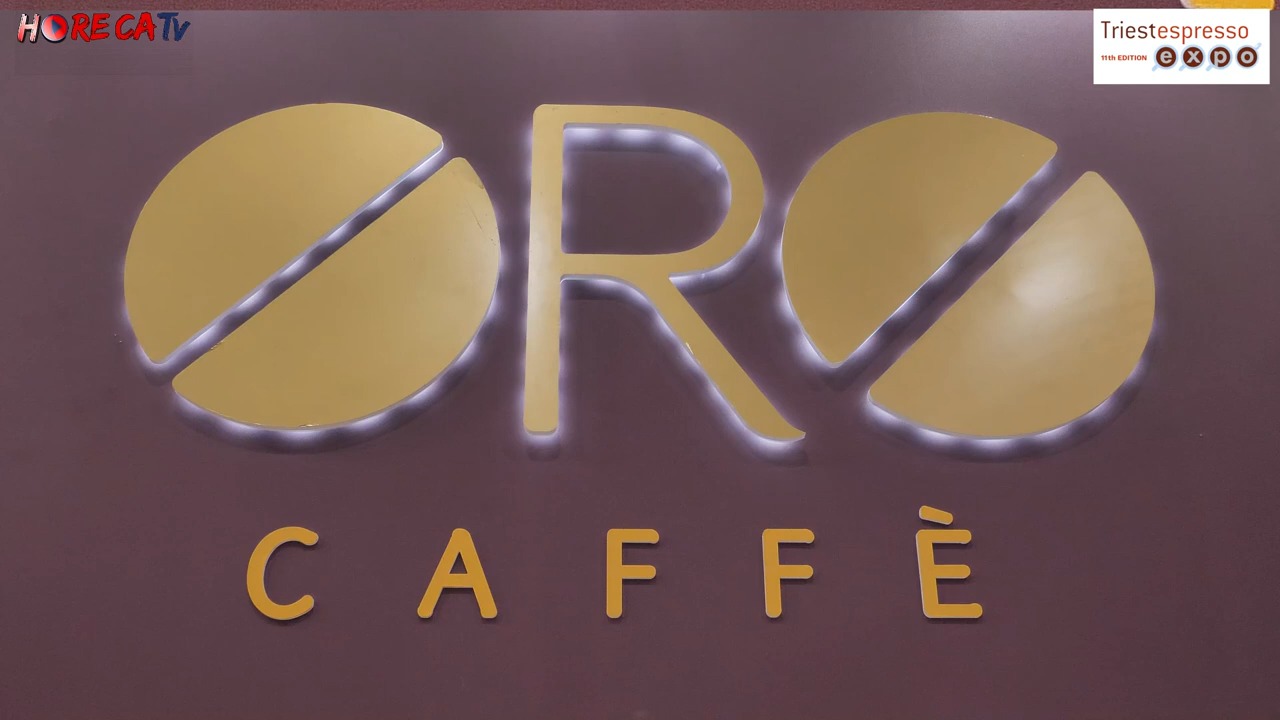 HORECATv
Triestespresso
11th EDITION expo
ORO
CAFFÈ